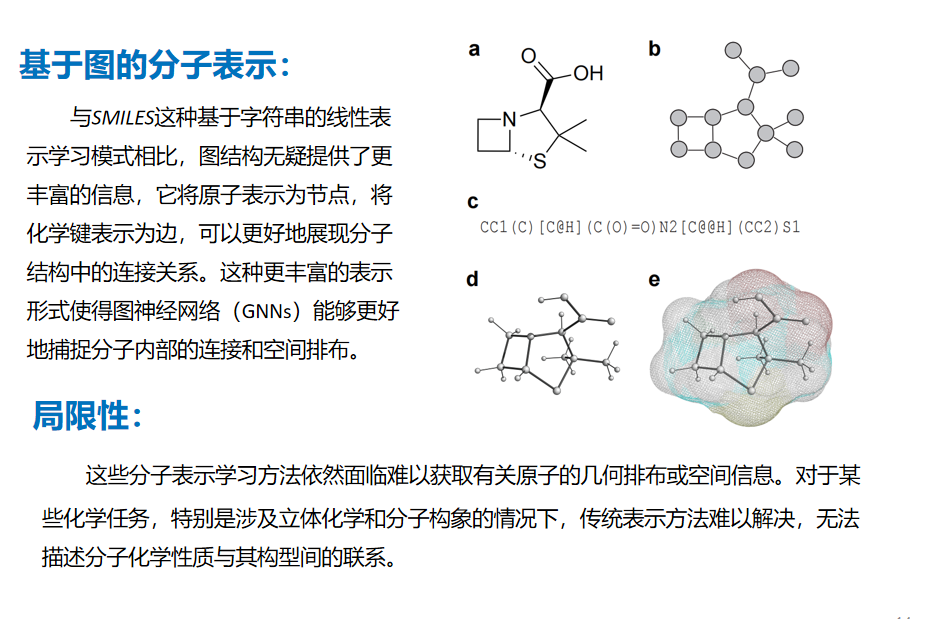 基于图的分子表示：
与SMILES这种基于字符串的线性表
示学习模式相比，图结构无疑提供了更
丰富的信息，它将原子表示为节点，将
化学键表示为边，可以更好地展现分子
结构中的连接关系。这种更丰富的表示
形式使得图神经网络（GNNs）能够更好
地捕捉分子内部的连接和空间排布。
a
O
OH
N
S
b
c
CC1(C)[C@H](C(O)=O)N2[C@@H](CC2)S1
d
e
局限性：
这些分子表示学习方法依然面临难以获取有关原子的几何排布或空间信息。对于某
些化学任务，特别是涉及立体化学和分子构象的情况下，传统表示方法难以解决，无法
描述分子化学性质与其构型间的联系。